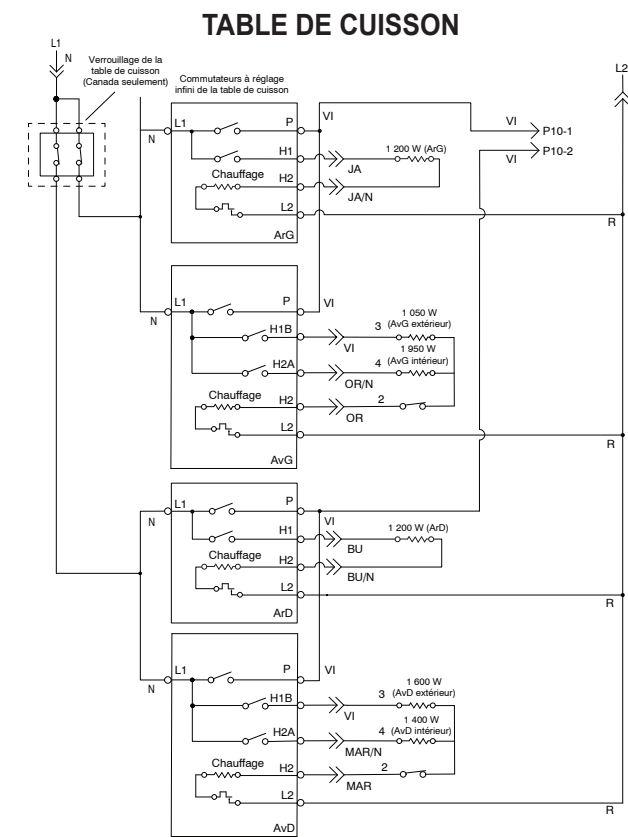 TABLE DE CUISSON
L1
N
Verrouillage de la
table de cuisson
(Canada seulement)
Commutateurs à réglage
infini de la table de cuisson
L2
L1
N
P
VI
VI
P10-1
VI
P10-2
H1
JA
1 200 W (ArG)
Chauffage
H2
JA/N
L2
R
ArG
L1
N
P
VI
H1B
VI
3
1 050 W
(AvG extérieur)
H2A
OR/N
4
1 950 W
(AvG intérieur)
Chauffage
H2
OR
2
L2
R
AvG
L1
N
P
VI
H1
BU
1 200 W (ArD)
Chauffage
H2
BU/N
L2
R
ArD
L1
N
P
VI
H1B
VI
3
1 600 W
(AvD extérieur)
H2A
MAR/N
4
1 400 W
(AvD intérieur)
Chauffage
H2
MAR
2
L2
R
AvD